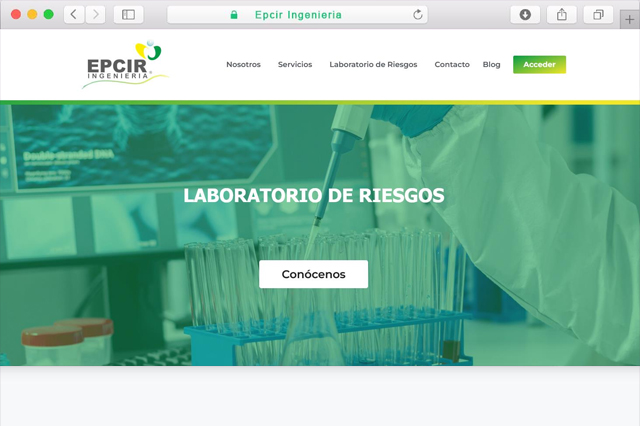 Epcir Ingenieria
EPCIR
INGENIERIA
Nosotros Servicios Laboratorio de Riesgos Contacto Blog Acceder
Double-stranded DNA
LABORATORIO DE RIESGOS
Conócenos